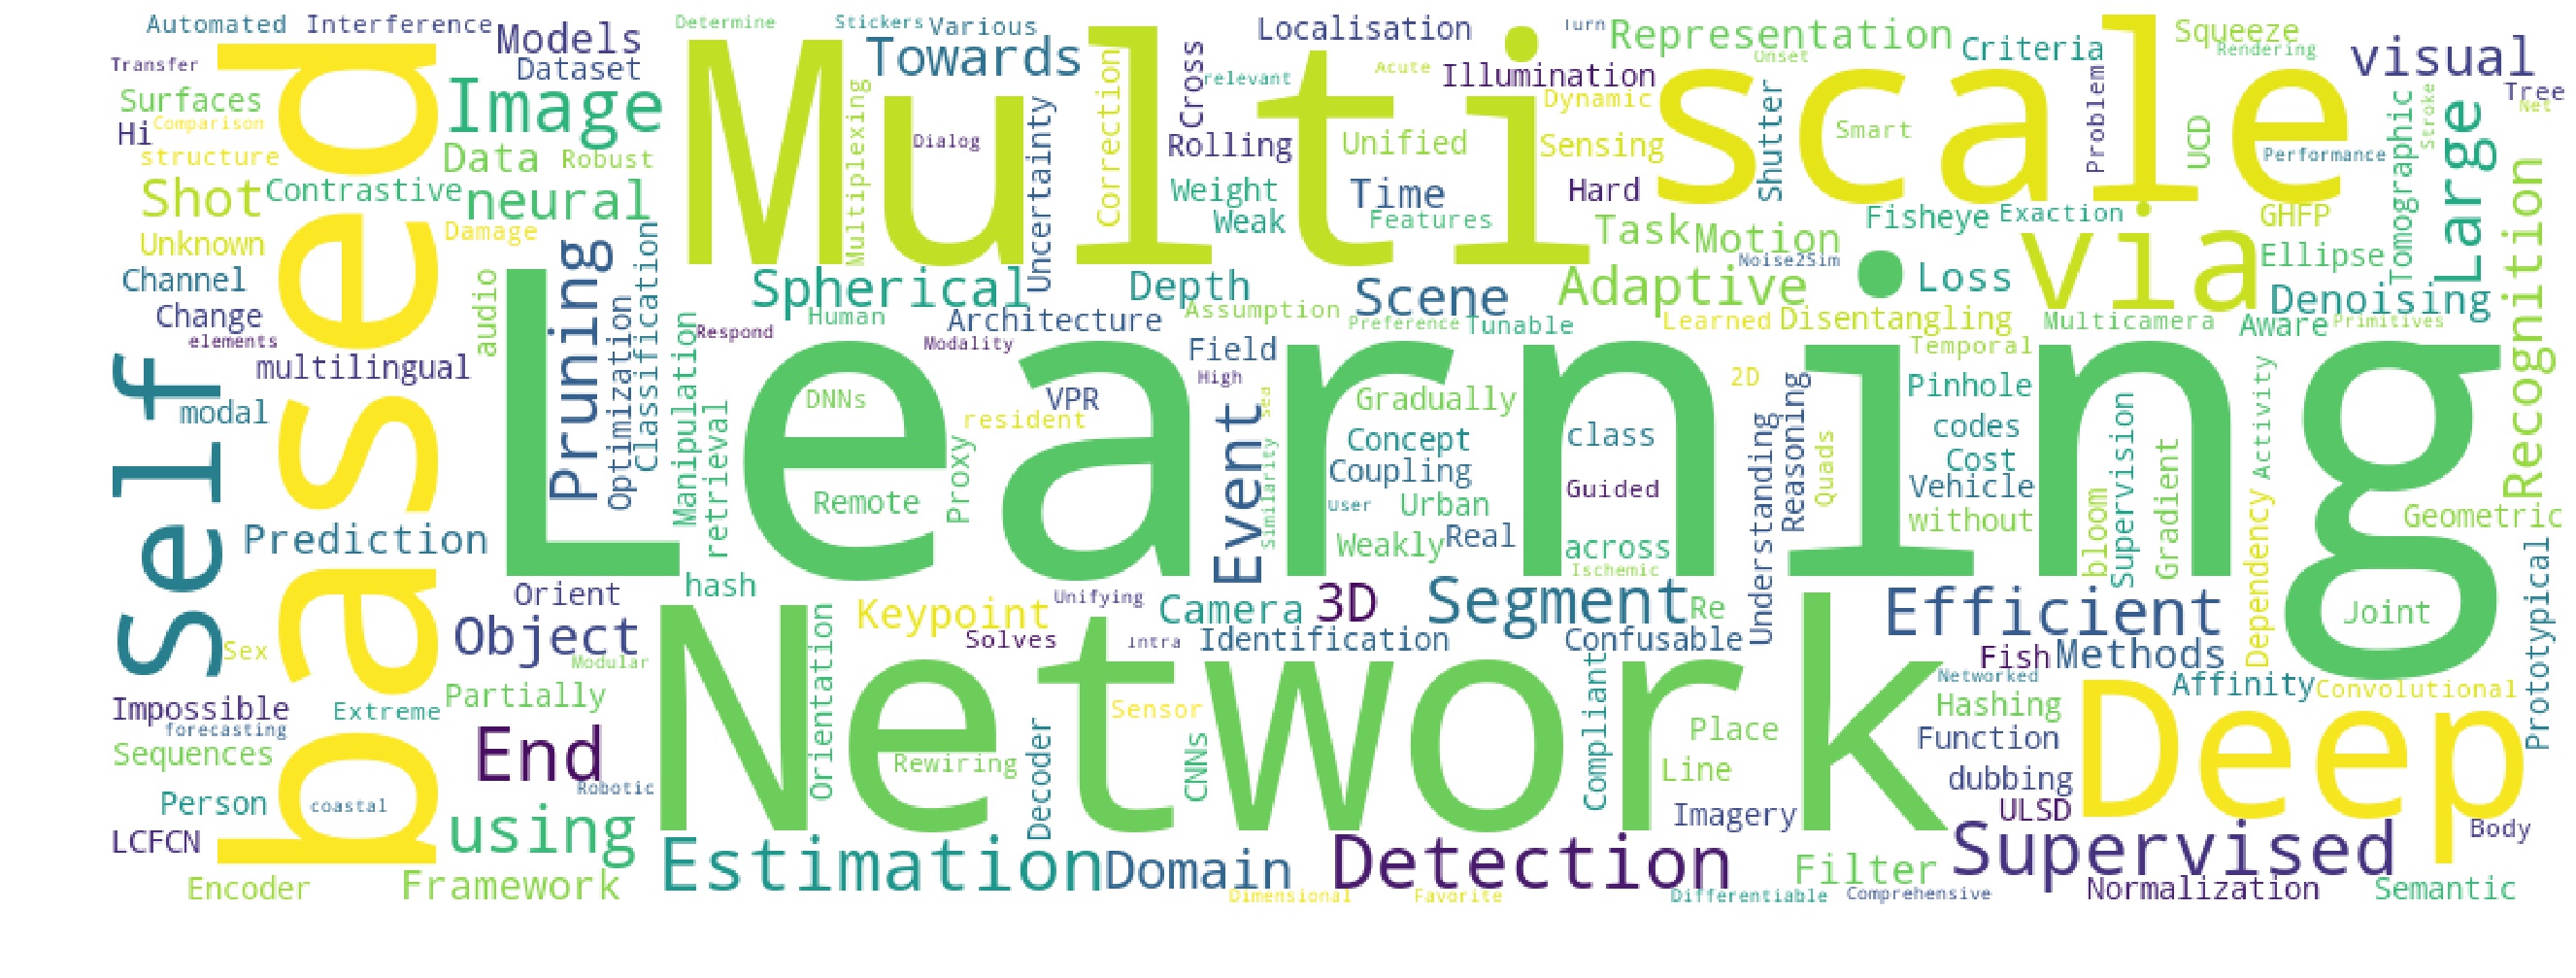 Automated
Interference
Models
Determine
Stickers
Various
Towards
Localisation
Turn
Representation
Criteria
Squeeze
Rendering
visual
Transfer
Dataset
Multi
scale
relevant
Acute
Illumination
Onset
Tree
Net
Surfaces
Comparison
Hi
Image
Cross
Dynamic
Problem
structure
Data
Robust
Multiplexing
Dialog
Uncertainty
Correction
Rolling
Unified
Sensing
Shutter
Smart
UCD
Performance
Tomographic
Stroke
Large
Shot
Contrastive
neural
Weight
Time
Hard
Unknown
Damage
Weak
Features
Task
Motion
Fisheye
Exaction
GHFP
via
Ellipse
Recognition
Channel
based
audio
Pruning
Classification
Spherical
Depth
Scene
Adaptive
Noise2Sim
Loss
Denoising
Change
elements
Optimization
Manipulation
Respond
Human
Architecture
Modality
Assumption
Preference
Tunable
Learned
Disentangling
Multicamera
Aware
Primitives
Temporal
multilingual
Learning
Field
High
Sea
2D
Self
modal
DNNs
VPR
resident
Gradually
Pinhole
Activity
retrieval
Proxy
Event
Similarity
Concept
class
Understanding
Reasoning
Quads
codes
Coupling
Cost
Supervision
Gradient
Prediction
Remote
user
Urban
Guided
Vehicle
without
bloom
Dependency
Geometric
Weakly
Real
across
Ischemic
hash
Orient
Keypoint
Unifying
Camera
3D
Segment
Re
Efficient
Joint
Prototypical
Sex
Object
Modular
Network
Orientation
Solves
Intra
Identification
Confusable
Fish
Methods
Networked
Affinity
Convolutional
Impossible
forecasting
Extreme
Partially
Sensor
Compliant
Place
Hashing
Deep
Sequences
End
Robotic
Rewiring
Decoder
CNNs
Line
Function
dubbing
Person
coastal
Imagery
ULSD
LCFCN
using
Body
Estimation
Domain
Detection
Filter
Supervised
Encoder
Framework
Dimensional
Favorite
Differentiable
Comprehensive
Normalization
Semantic